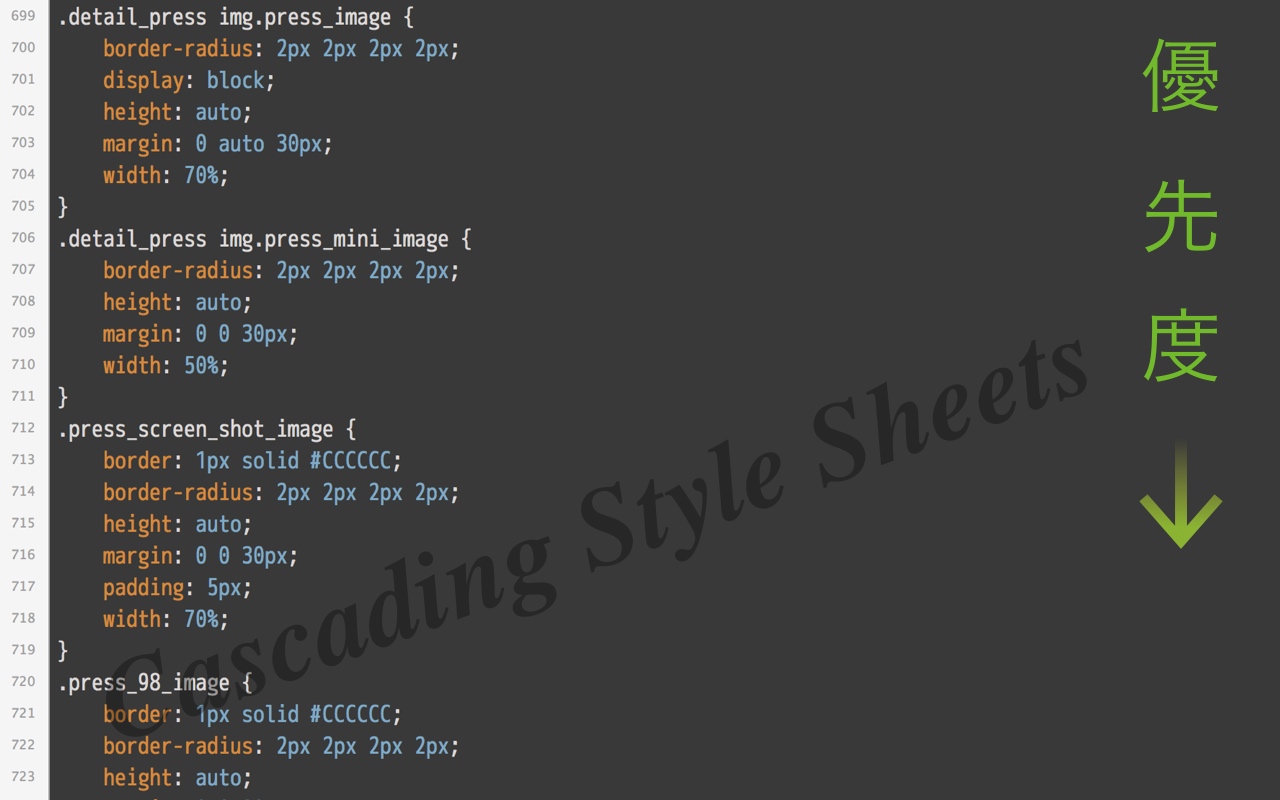 699 .detail_press img.press_image {
700 border-radius: 2px 2px 2px 2px;
701 display: block;
702 height: auto;
703 margin: 0 auto 30px;
704 width: 70%;
705 }
706 .detail_press img.press_mini_image {
707 border-radius: 2px 2px 2px 2px;
708 height: auto;
709 margin: 0 0 30px;
710 width: 50%;
711 }
712 .press_screen_shot_image {
713 border: 1px solid #CCCCCC;
714 border-radius: 2px 2px 2px 2px;
715 height: auto;
716 margin: 0 0 30px;
717 padding: 5px;
718 width: 70%;
719 }
720 .press_98_image {
721 border: 1px solid #CCCCCC;
722 border-radius: 2px 2px 2px 2px;
723 height: auto;
Cascading Style Sheets
優先度